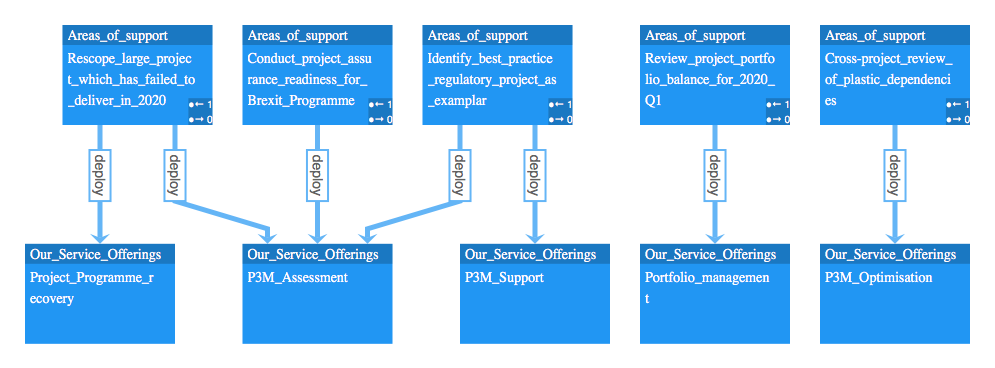 Areas_of_support
Rescope_large_projec
t_which_has_failed_to
_deliver_in_2020
← 1
→ 0
Areas_of_support
Conduct_project_assu
rance_readiness_for_
Brexit_Programme
← 1
→ 0
Areas_of_support
Identify_best_practice
_regulatory_project_as
_examplar
← 1
→ 0
Areas_of_support
Review_project_portfo
lio_balance_for_2020_
Q1
← 1
→ 0
Areas_of_support
Cross-project_review_
of_plastic_dependenci
es
← 1
→ 0
deploy
deploy
deploy
deploy
deploy
deploy
deploy
Our_Service_Offerings
Project_Programme_r
ecovery
Our_Service_Offerings
P3M_Assessment
Our_Service_Offerings
P3M_Support
Our_Service_Offerings
Portfolio_managemen
t
Our_Service_Offerings
P3M_Optimisation